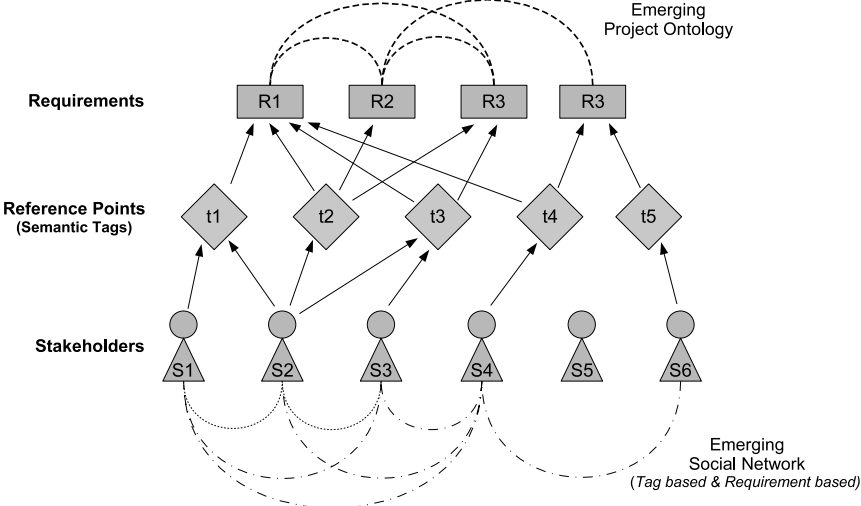 Emerging
Project Ontology
Requirements
R1 R2 R3 R3
Reference Points
(Semantic Tags)
t1 t2 t3 t4 t5
Stakeholders
S1 S2 S3 S4 S5 S6
Emerging
Social Network
(Tag based & Requirement based)